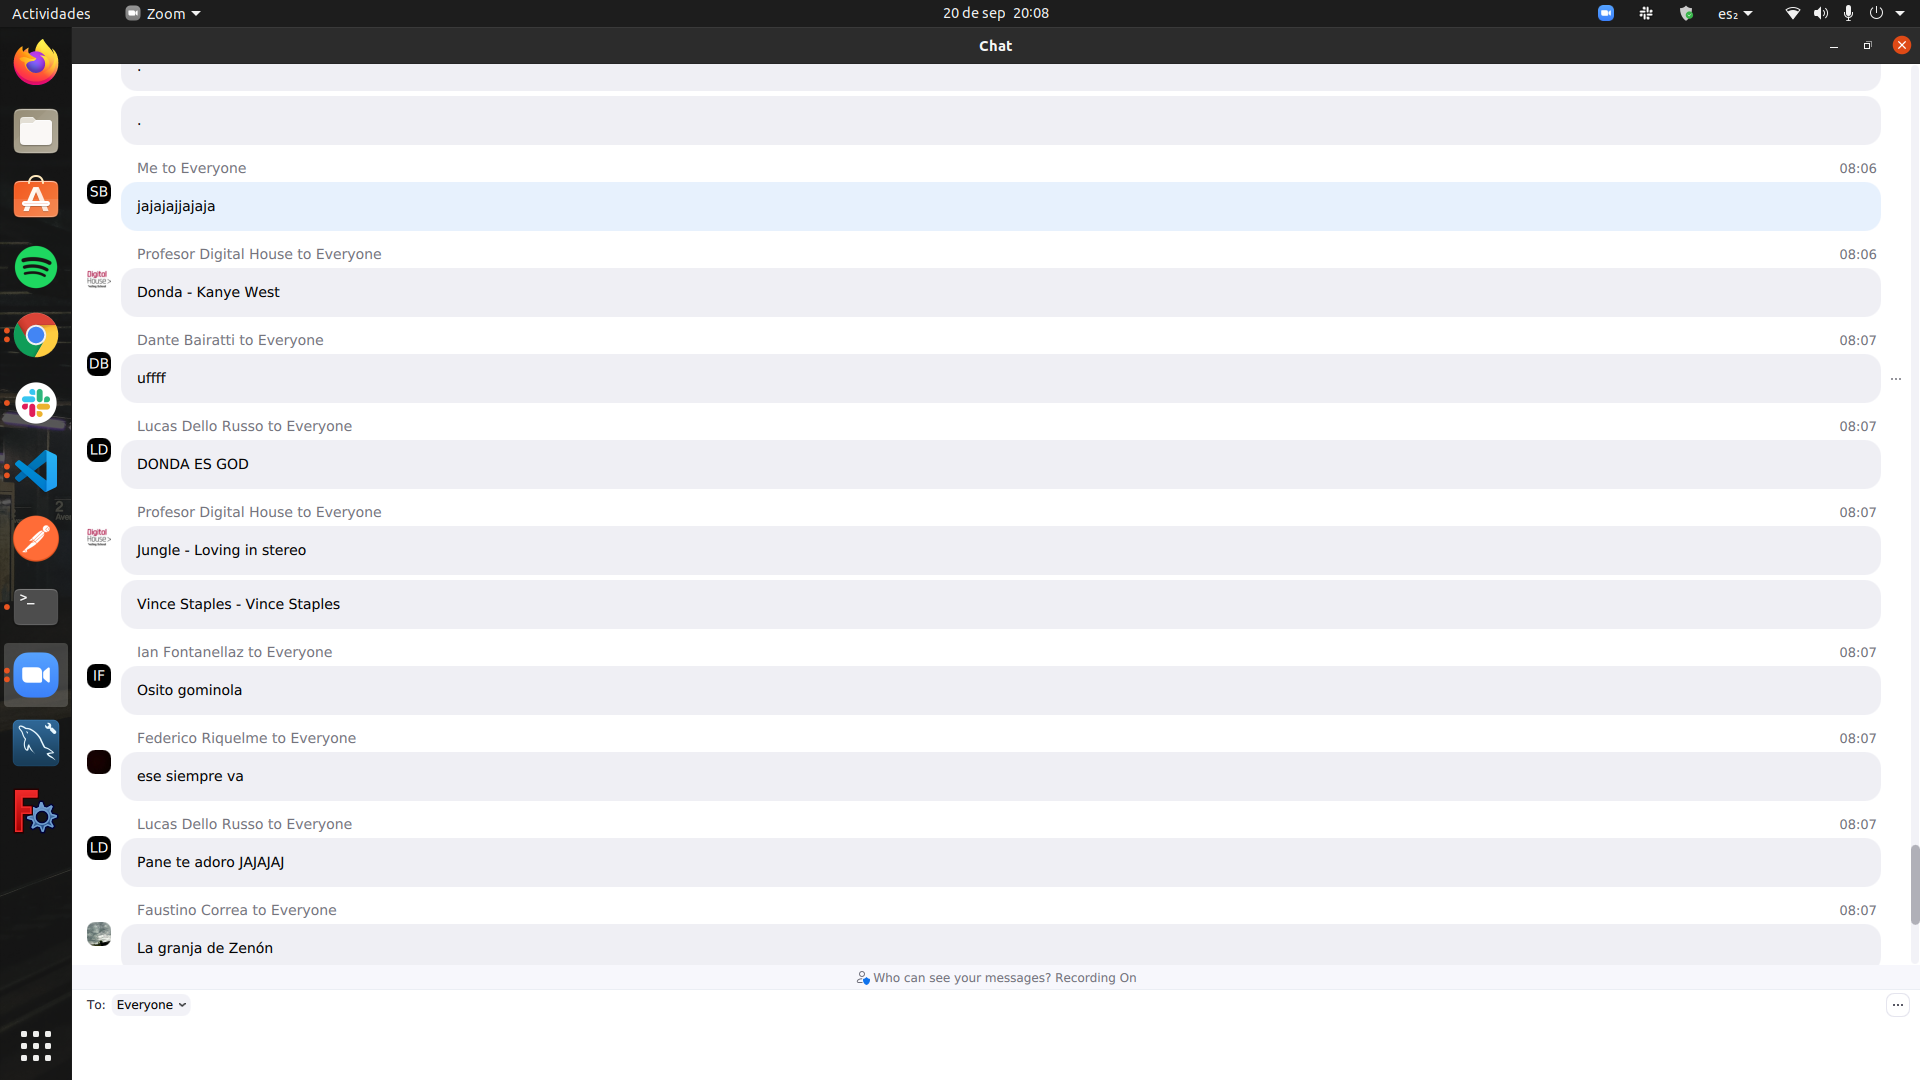 Actividades
Zoom
20 de sep 20:08
es₂
Chat
.
.
Me to Everyone
08:06
SB
jajajajjajaja
Profesor Digital House to Everyone
08:06
Digital
House>
Donda - Kanye West
Dante Bairatti to Everyone
08:07
DB
uffff
...
Lucas Dello Russo to Everyone
08:07
LD
DONDA ES GOD
Profesor Digital House to Everyone
08:07
Digital
House>
Jungle - Loving in stereo
Vince Staples - Vince Staples
Ian Fontanellaz to Everyone
08:07
IF
Osito gominola
Federico Riquelme to Everyone
08:07
ese siempre va
Lucas Dello Russo to Everyone
08:07
LD
Pane te adoro JAJAJAJ
Faustino Correa to Everyone
08:07
La granja de Zenón
Who can see your messages? Recording On
To: Everyone
...